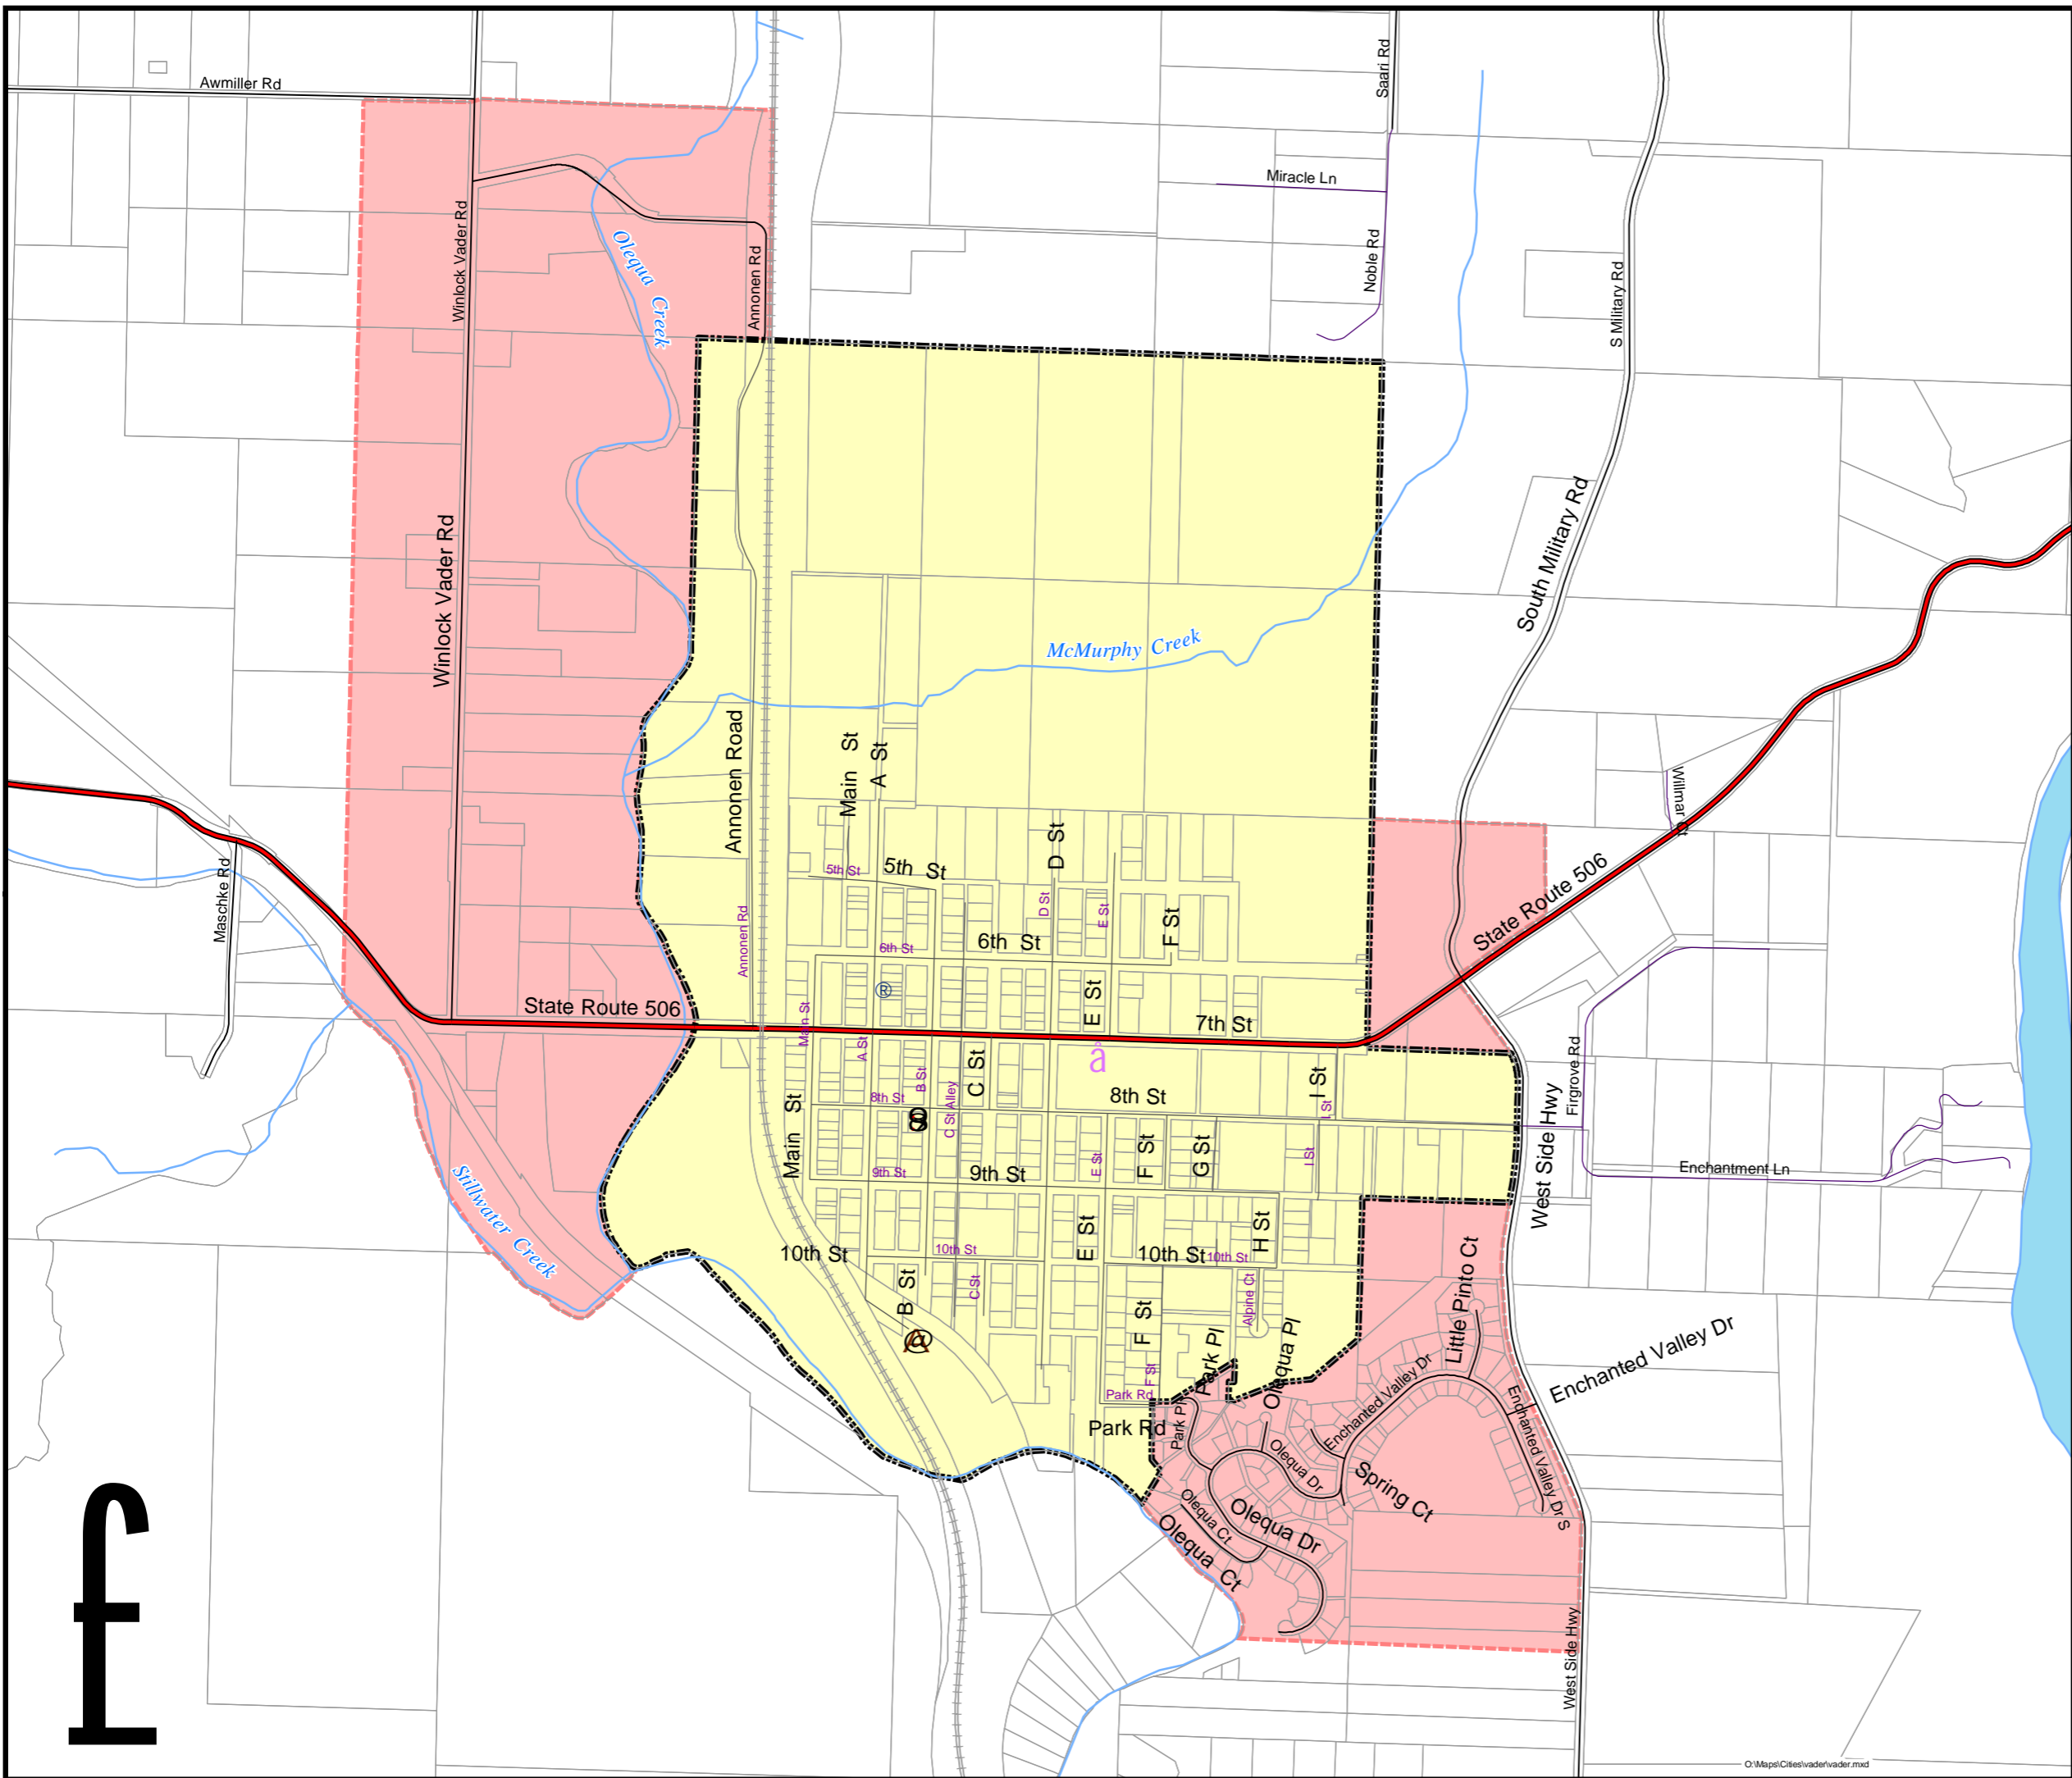 Awmiller Rd
Saari Rd
Miracle Ln
Winlock Vader Rd
Olequa Creek
Annonen Rd
Noble Rd
S Military Rd
Winlock Vader Rd
South Military Rd
McMurphy Creek
Annonen Road
Main St
A St
Willmar Ct
D St
5th St
5th St
Maschke Rd
State Route 506
D St
E St
F St
Annonen Rd
6th St
6th St
®
State Route 506
Main St
E St
7th St
A St
C St
å
B St
I St
8th St
C St Alley
8th St
I St
West Side Hwy
Firgrove Rd
Main St
F St
G St
I St
E St
9th St
9th St
Enchantment Ln
Stillwater Creek
10th St
10th St
E St
10th St
10th St
H St
B St
C St
Alpine Ct
Little Pinto Ct
F St
Park Pl
Olequa Pl
Enchanted Valley Dr
Enchanted Valley Dr
F St
Park Rd
Park Rd
Park Pl
Enchanted Valley Dr S
Olequa Dr
Spring Ct
Olequa Ct
Olequa Dr
Olequa Ct
£
West Side Hwy
O:\Maps\Cities\vader\vader.mxd